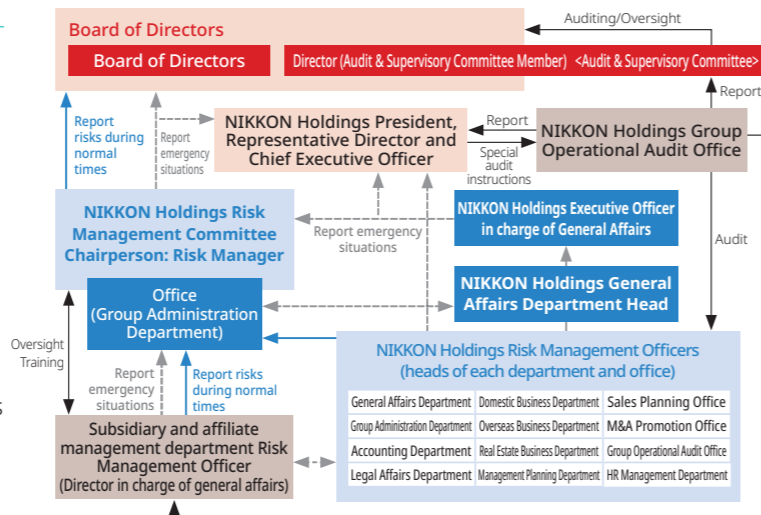 Auditing/Oversight
Board of Directors
Board of Directors
Director (Audit & Supervisory Committee Member) <Audit & Supervisory Committee>
Report
risks during
normal
times
Report
emergency
situations
NIKKON Holdings President,
Representative Director and
Chief Executive Officer
Report
Special
audit
instructions
NIKKON Holdings Group
Operational Audit Office
Report
NIKKON Holdings Risk
Management Committee
Chairperson: Risk Manager
Report emergency
situations
NIKKON Holdings Executive Officer
in charge of General Affairs
Audit
Office
(Group Administration
Department)
NIKKON Holdings General
Affairs Department Head
Oversight
Training
Report
emergency
situations
Report risks
during normal
times
NIKKON Holdings Risk Management Officers
(heads of each department and office)
General Affairs Department Domestic Business Department Sales Planning Office
Group Administration Department Overseas Business Department M&A Promotion Office
Accounting Department Real Estate Business Department Group Operational Audit Office
Legal Affairs Department Management Planning Department HR Management Department
s
Subsidiary and affiliate
management department Risk
Management Officer
(Director in charge of general affairs)